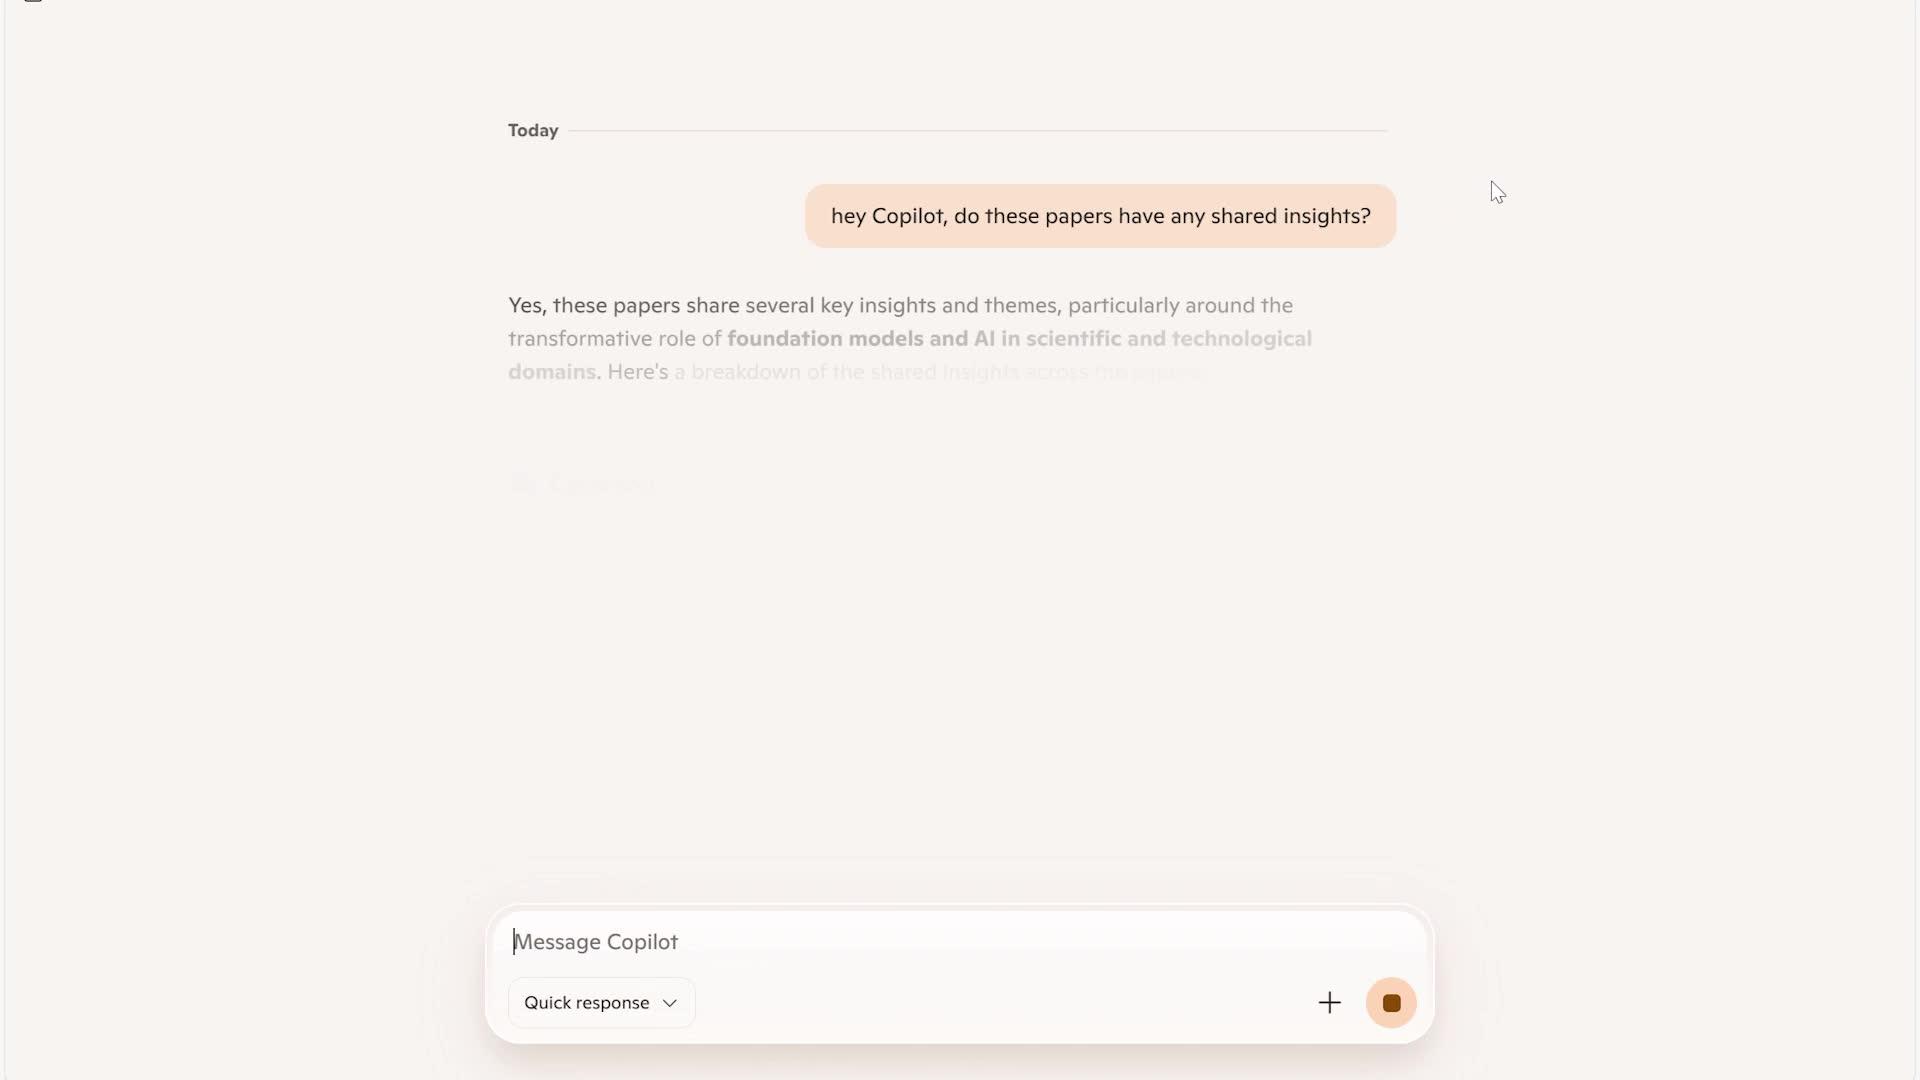 Today
hey Copilot, do these papers have any shared insights?
Yes, these papers share several key insights and themes, particularly around the
transformative role of foundation models and AI in scientific and technological
domains. Here's a breakdown of the shared insights across the
Message Copilot
Quick response